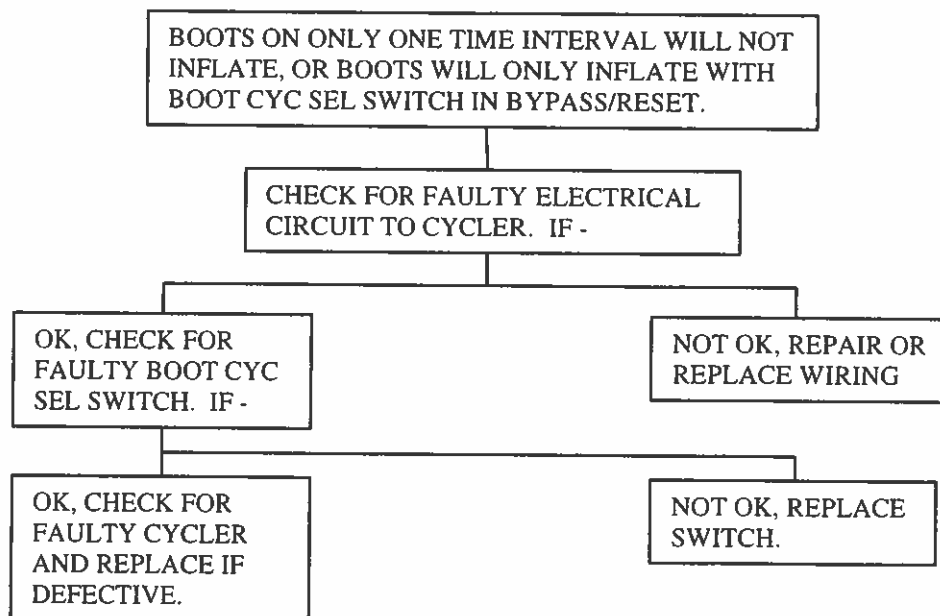 BOOTS ON ONLY ONE TIME INTERVAL WILL NOT
INFLATE, OR BOOTS WILL ONLY INFLATE WITH
BOOT CYC SEL SWITCH IN BYPASS/RESET.
CHECK FOR FAULTY ELECTRICAL
CIRCUIT TO CYCLER. IF -
OK, CHECK FOR
FAULTY BOOT CYC
SEL SWITCH. IF -
NOT OK, REPAIR OR
REPLACE WIRING
OK, CHECK FOR
FAULTY CYCLER
AND REPLACE IF
DEFECTIVE.
NOT OK, REPLACE
SWITCH.